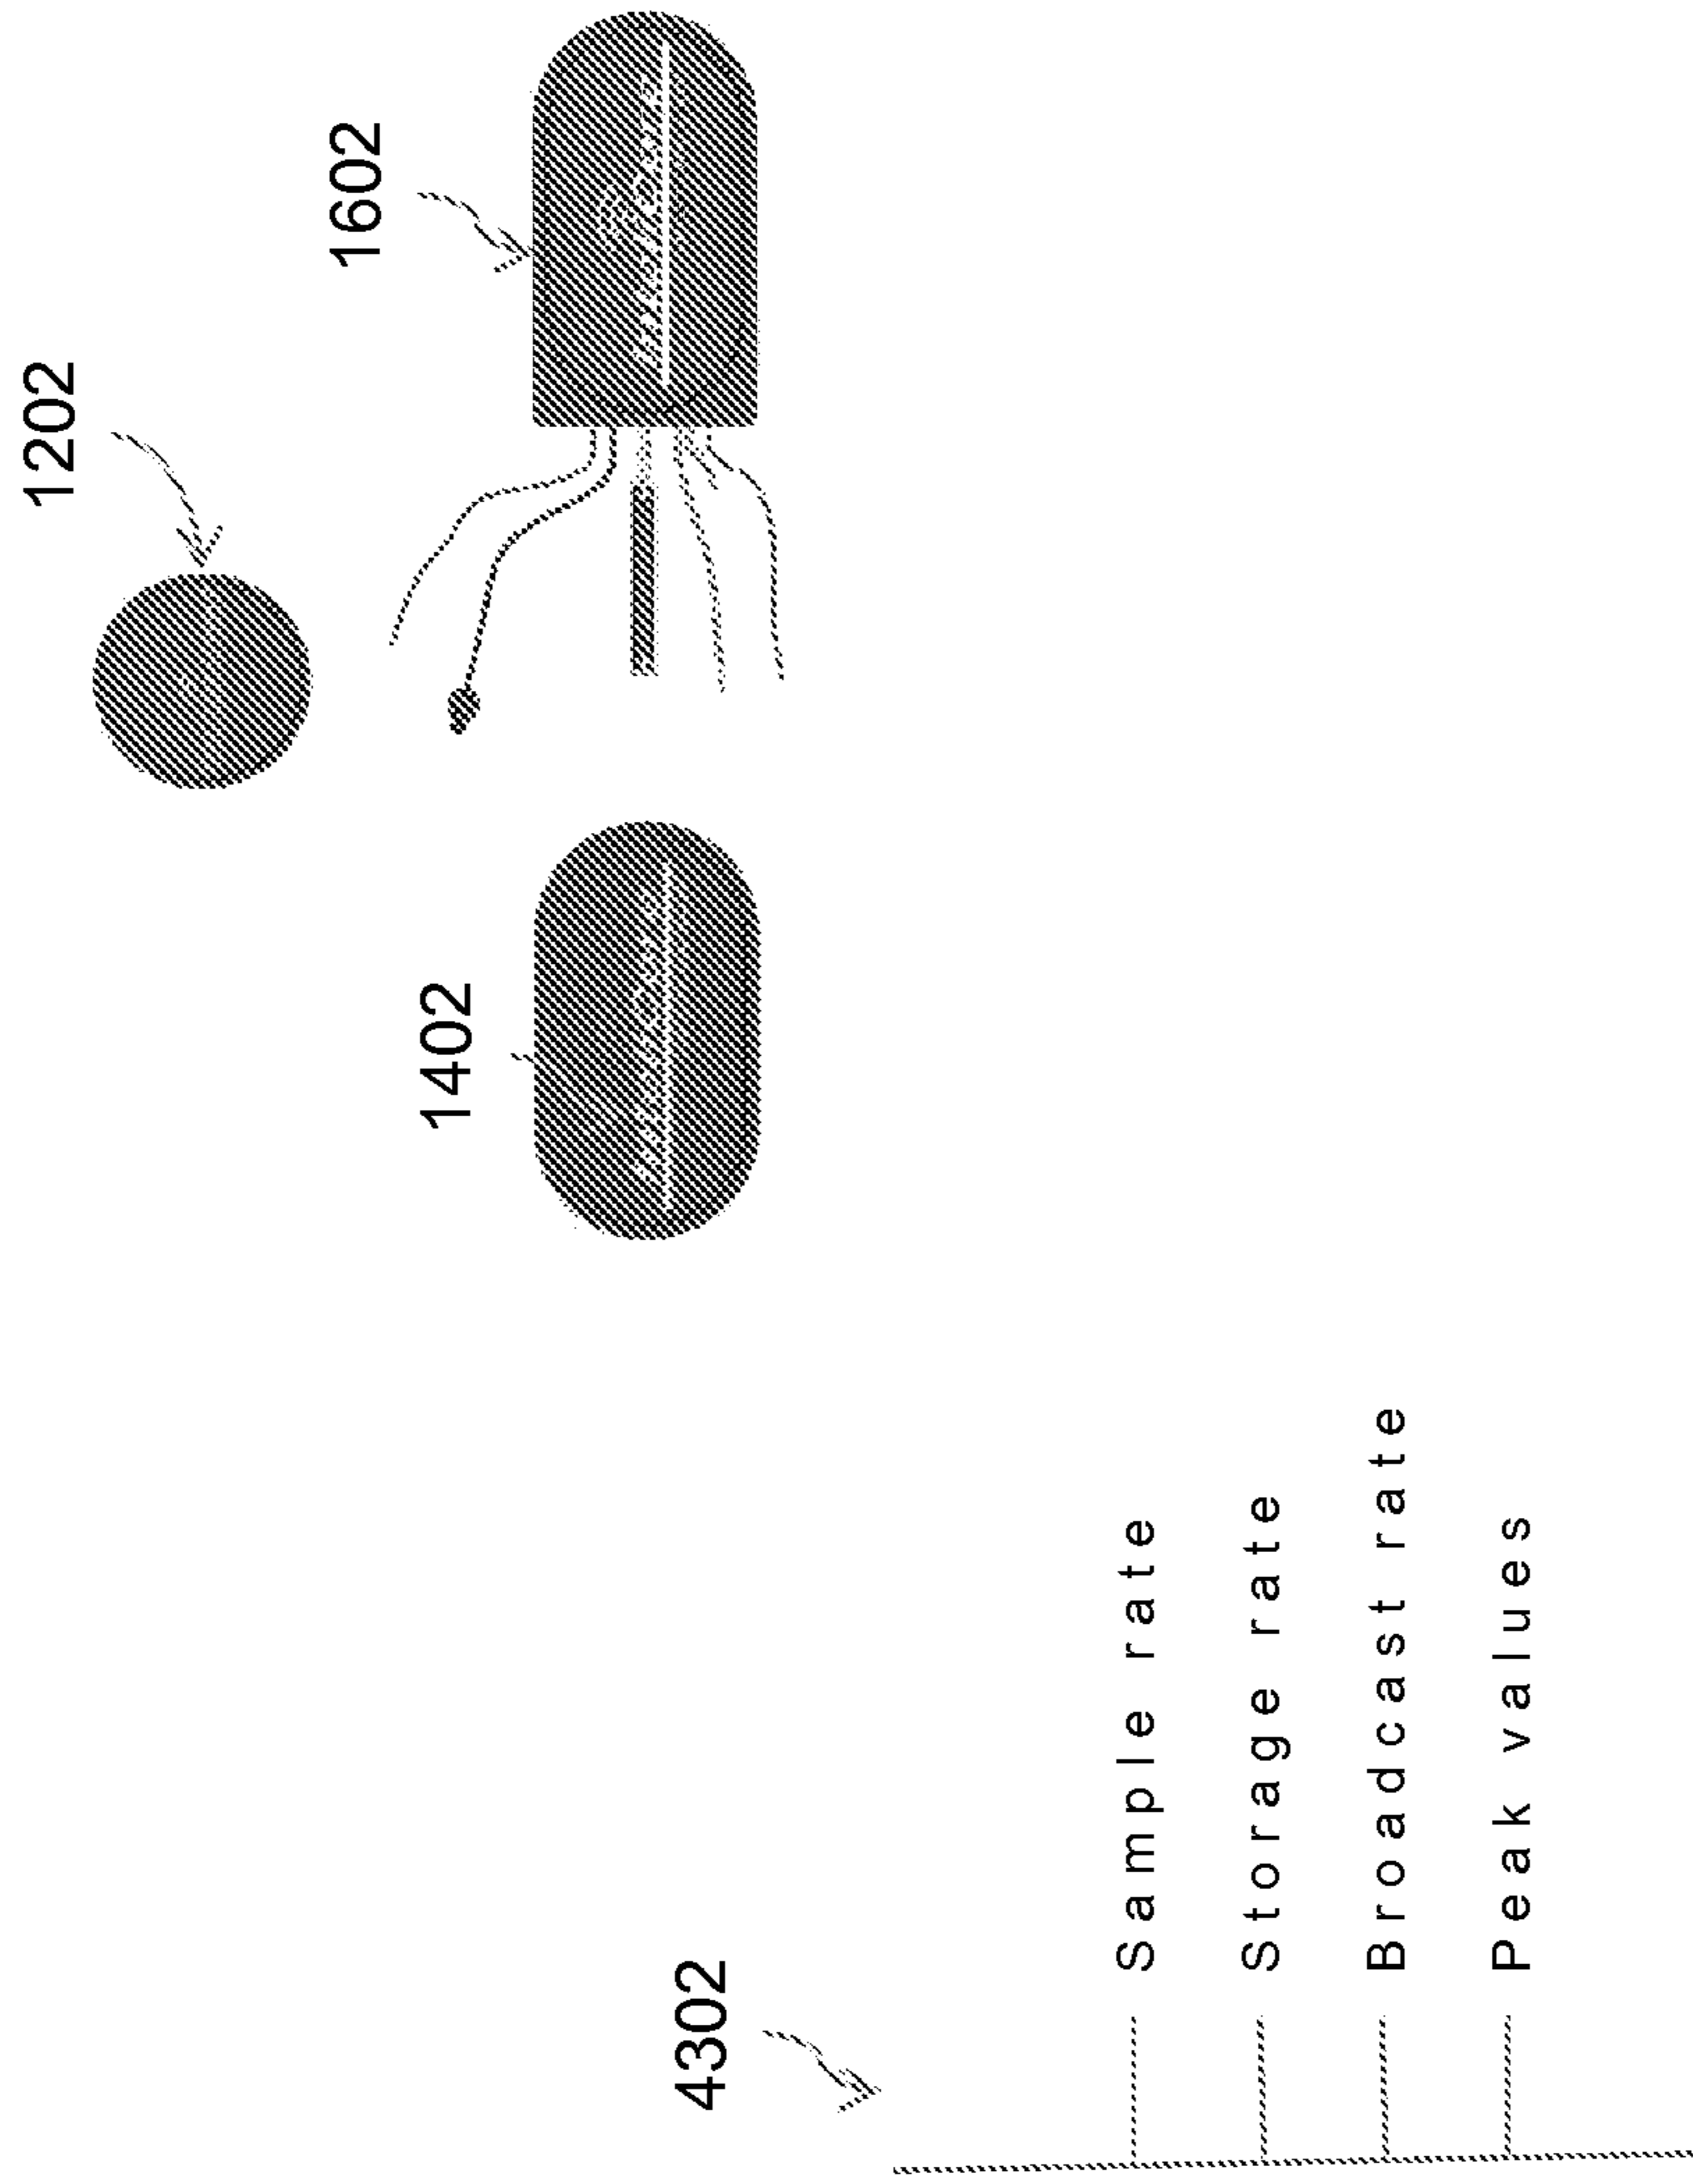 1202
1602
1402
4302
Sample rate
Storage rate
Broadcast rate
Peak values